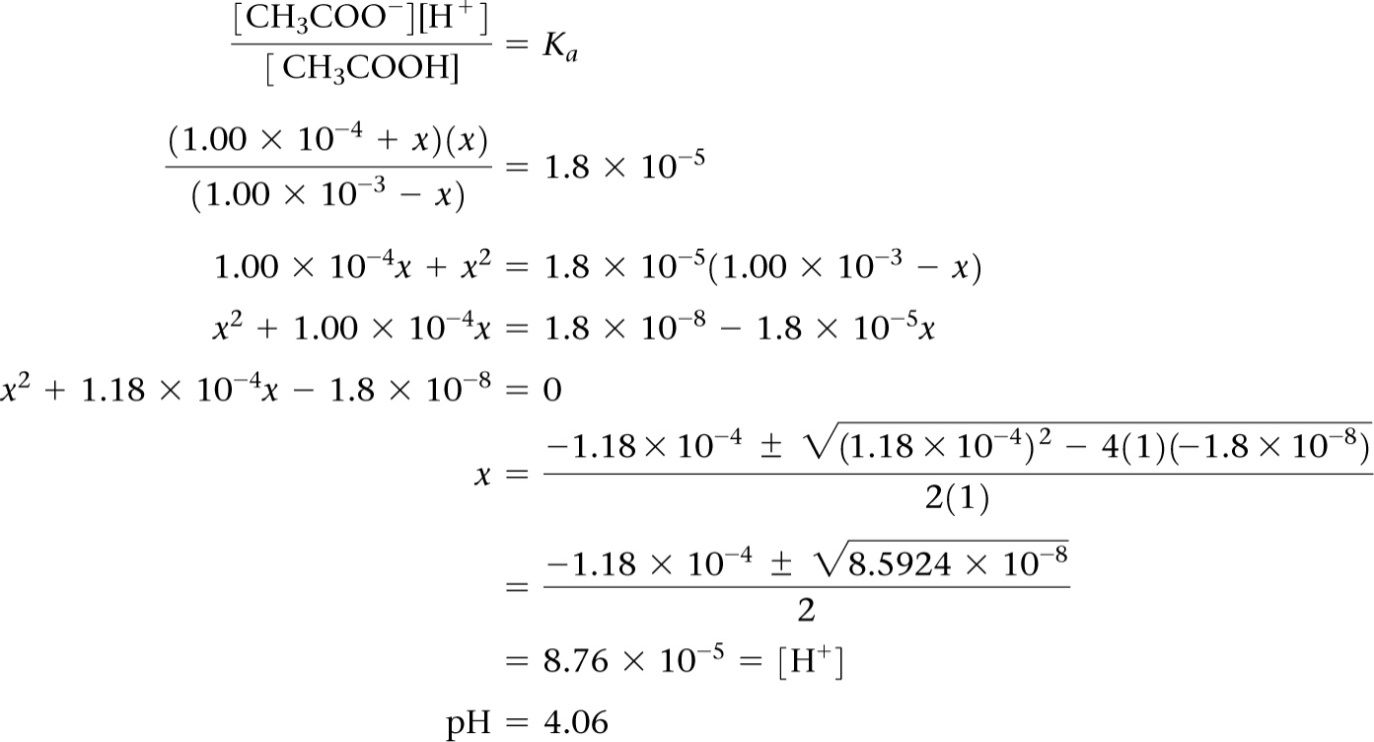 [CH₃COO⁻][H⁺] / [ CH₃COOH] = Kₐ
(1.00 × 10⁻⁴ + x)(x) / (1.00 × 10⁻³ − x) = 1.8 × 10⁻⁵
1.00 × 10⁻⁴x + x² = 1.8 × 10⁻⁵(1.00 × 10⁻³ − x)
x² + 1.00 × 10⁻⁴x = 1.8 × 10⁻⁸ − 1.8 × 10⁻⁵x
x² + 1.18 × 10⁻⁴x − 1.8 × 10⁻⁸ = 0
x = −1.18 × 10⁻⁴ ± √(1.18 × 10⁻⁴)² − 4(1)(−1.8 × 10⁻⁸) / 2(1)
= −1.18 × 10⁻⁴ ± √8.5924 × 10⁻⁸ / 2
= 8.76 × 10⁻⁵ = [H⁺]
pH = 4.06